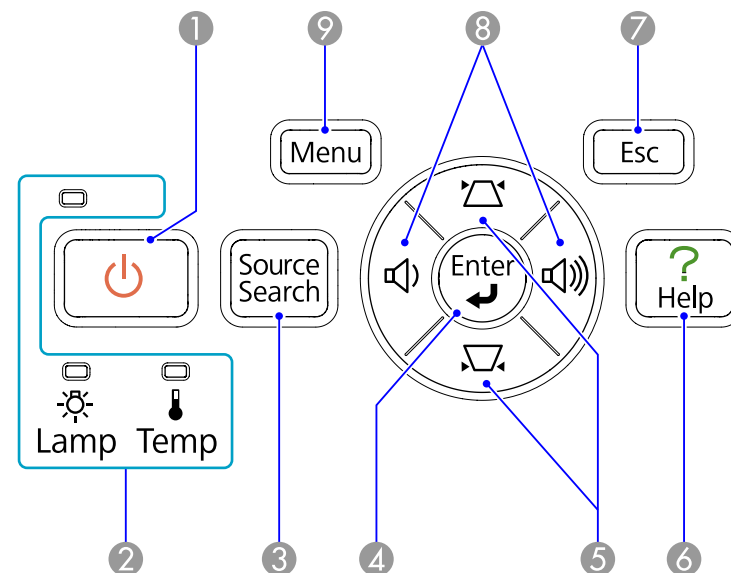 1 9 8 7
Menu
Esc
Source
Search
Enter
?
Help
Lamp Temp
2 3 4 5 6